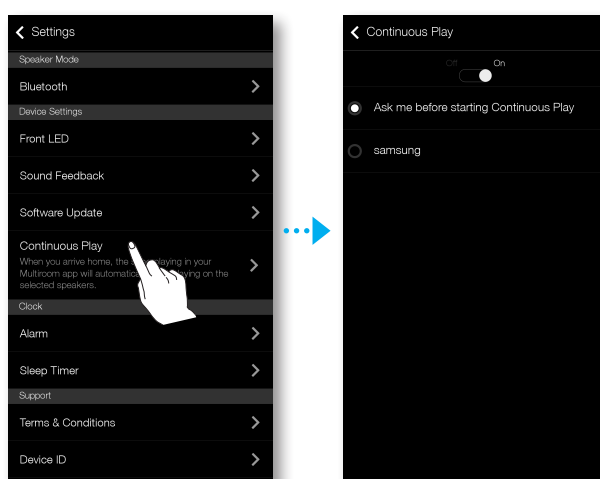 Settings
Speaker Mode
Bluetooth
Device Settings
Front LED
Sound Feedback
Software Update
Continuous Play
When you arrive home, the playing in your
Multiroom app will playing on the
selected speakers.
Clock
Alarm
Sleep Timer
Support
Terms & Conditions
Device ID
Continuous Play
Off On
Ask me before starting Continuous Play
samsung